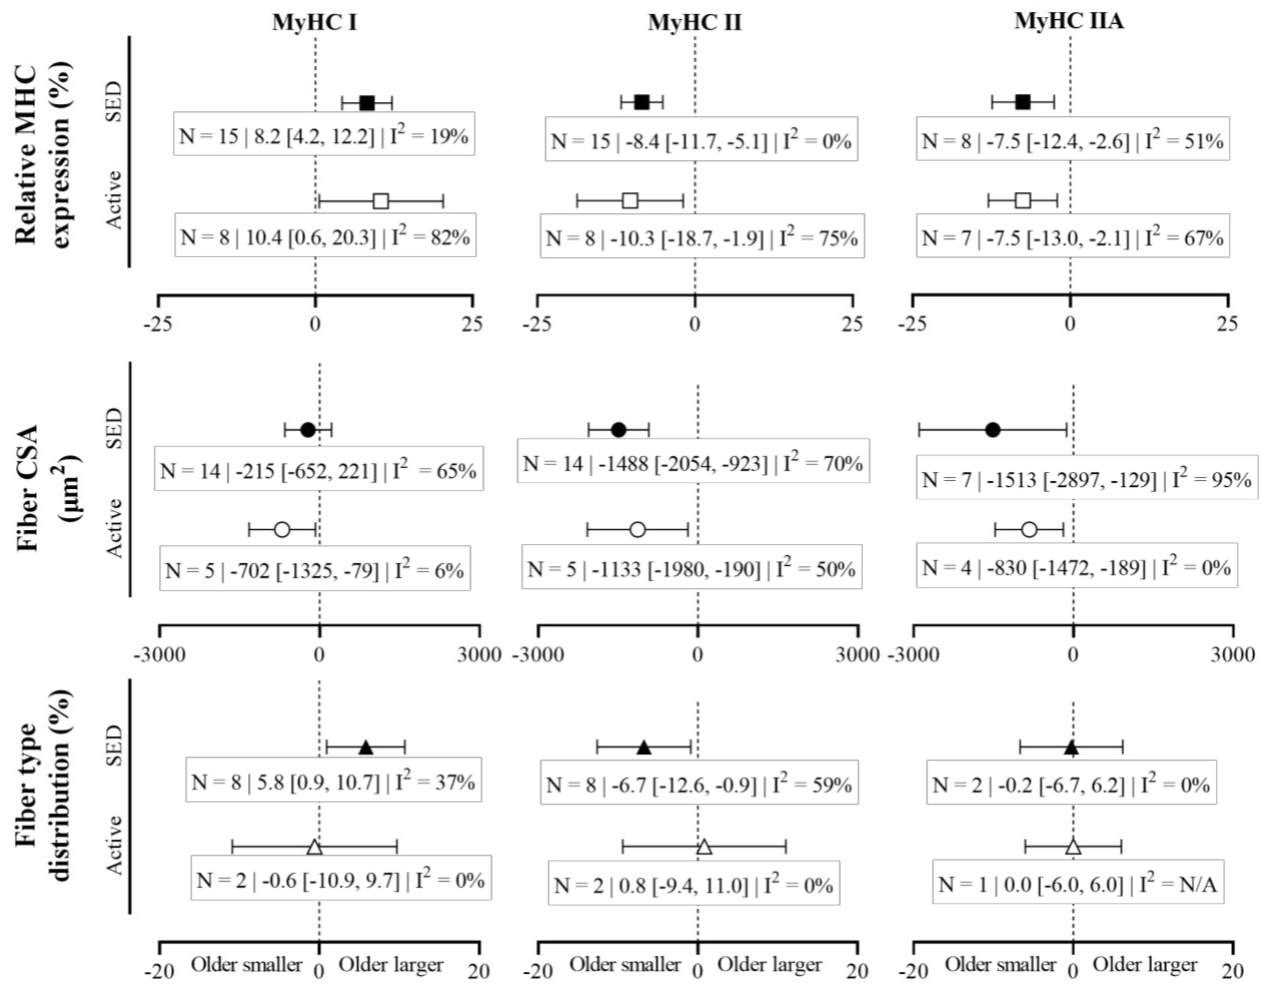 MyHC I MyHC II MyHC IIA
Relative MHC
expression (%)
SED
N = 15 | 8.2 [4.2, 12.2] | I² = 19%
N = 15 | -8.4 [-11.7, -5.1] | I² = 0%
N = 8 | -7.5 [-12.4, -2.6] | I² = 51%
Active
N = 8 | 10.4 [0.6, 20.3] | I² = 82%
N = 8 | -10.3 [-18.7, -1.9] | I² = 75%
N = 7 | -7.5 [-13.0, -2.1] | I² = 67%
-25 0 25 -25 0 25 -25 0 25
Fiber CSA
(µm²)
SED
N = 14 | -215 [-652, 221] | I² = 65%
N = 14 | -1488 [-2054, -923] | I² = 70%
N = 7 | -1513 [-2897, -129] | I² = 95%
Active
N = 5 | -702 [-1325, -79] | I² = 6%
N = 5 | -1133 [-1980, -190] | I² = 50%
N = 4 | -830 [-1472, -189] | I² = 0%
-3000 0 3000 -3000 0 3000 -3000 0 3000
Fiber type
distribution (%)
SED
N = 8 | 5.8 [0.9, 10.7] | I² = 37%
N = 8 | -6.7 [-12.6, -0.9] | I² = 59%
N = 2 | -0.2 [-6.7, 6.2] | I² = 0%
Active
N = 2 | -0.6 [-10.9, 9.7] | I² = 0%
N = 2 | 0.8 [-9.4, 11.0] | I² = 0%
N = 1 | 0.0 [-6.0, 6.0] | I² = N/A
-20 Older smaller 0 Older larger 20 -20 Older smaller 0 Older larger 20 -20 Older smaller 0 Older larger 20